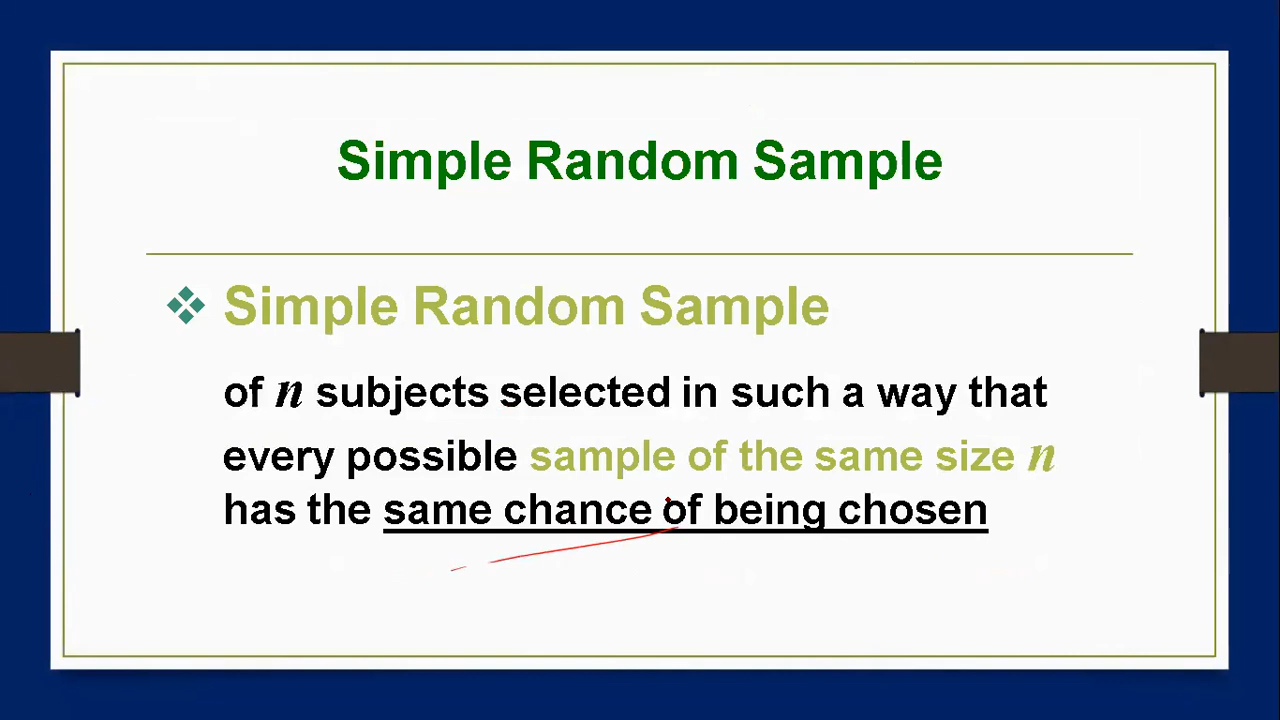 Simple Random Sample
Simple Random Sample
of n subjects selected in such a way that
every possible sample of the same size n
has the same chance of being chosen